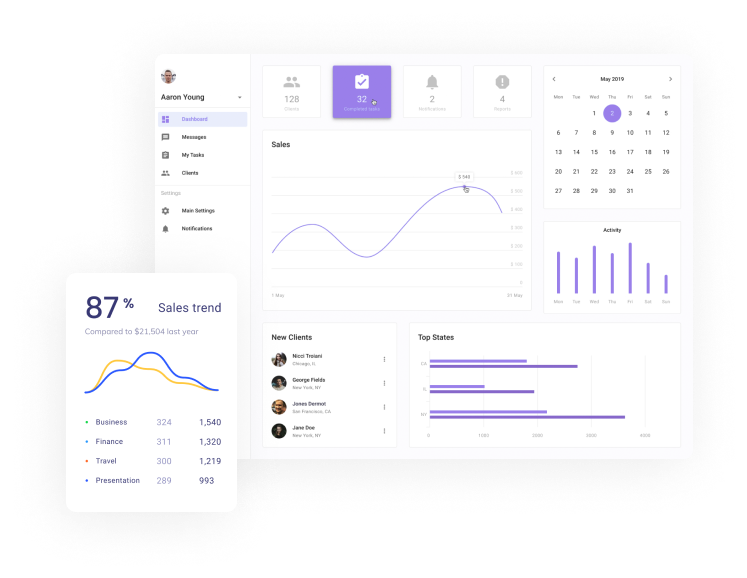 Aaron Young
Dashboard
Messages
My Tasks
Clients
Settings
Main Settings
Notifications
128
Clients
32
Completed tasks
2
Notifications
4
Reports
Sales
$ 540
$ 600
$ 500
$ 400
$ 300
$ 200
$ 100
1 May
31 May
May 2019
Mon Tue Wed Thu Fri Sat Sun
1 2 3 4 5
6 7 8 9 10 11 12
13 14 15 16 17 18 19
20 21 22 23 24 25 26
27 28 29 30 31
Activity
Mon Tue Wed Thu Fri Sat Sun
New Clients
Nicci Troiani
Chicago, IL
George Fields
New York, NY
Jones Dermot
San Francisco, CA
Jane Doe
New York, NY
Top States
CA
IL
NY
0 1000 2000 3000 4000
87 %
Sales trend
Compared to $21,504 last year
Business 324 1,540
Finance 311 1,320
Travel 300 1,219
Presentation 289 993